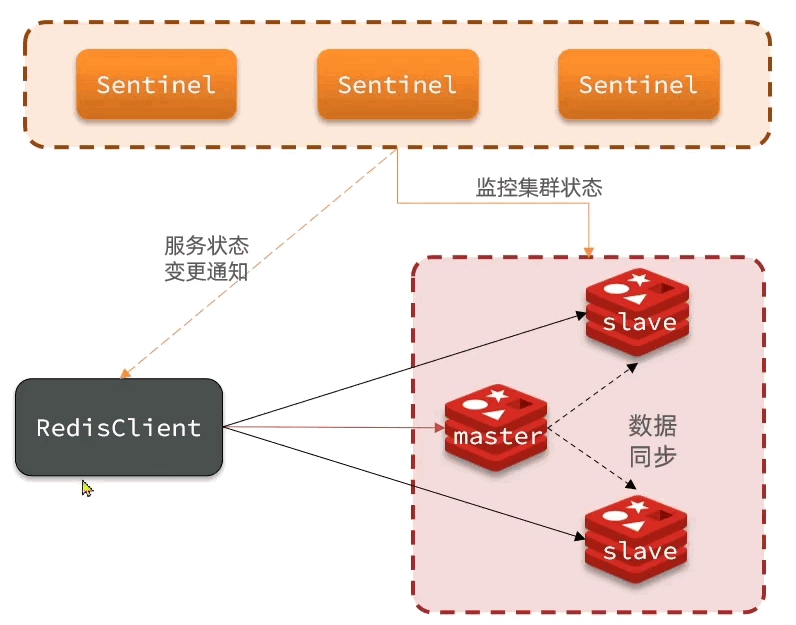 Sentinel
Sentinel
Sentinel
监控集群状态
服务状态
变更通知
slave
RedisClient
master
数据
同步
slave